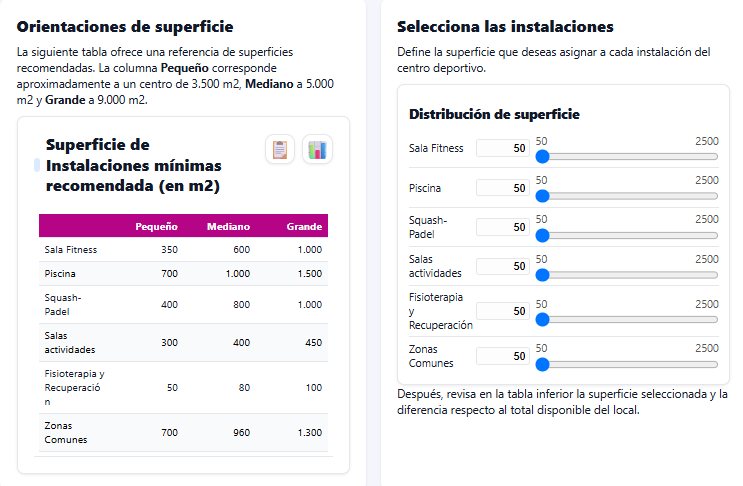 Orientaciones de superficie
La siguiente tabla ofrece una referencia de superficies
recomendadas. La columna Pequeño corresponde
aproximadamente a un centro de 3.500 m2, Mediano a 5.000
m2 y Grande a 9.000 m2.
Superficie de
Instalaciones mínimas
recomendada (en m2)
Pequeño Mediano Grande
Sala Fitness 350 600 1.000
Piscina 700 1.000 1.500
Squash-
Padel 400 800 1.000
Salas
actividades 300 400 450
Fisioterapia y
Recuperació
n 50 80 100
Zonas
Comunes 700 960 1.300
Selecciona las instalaciones
Define la superficie que deseas asignar a cada instalación del
centro deportivo.
Distribución de superficie
Sala Fitness 50 50 2500
Piscina 50 50 2500
Squash-
Padel 50 50 2500
Salas
actividades 50 50 2500
Fisioterapia
y
Recuperación 50 50 2500
Zonas
Comunes 50 50 2500
Después, revisa en la tabla inferior la superficie seleccionada y la
diferencia respecto al total disponible del local.